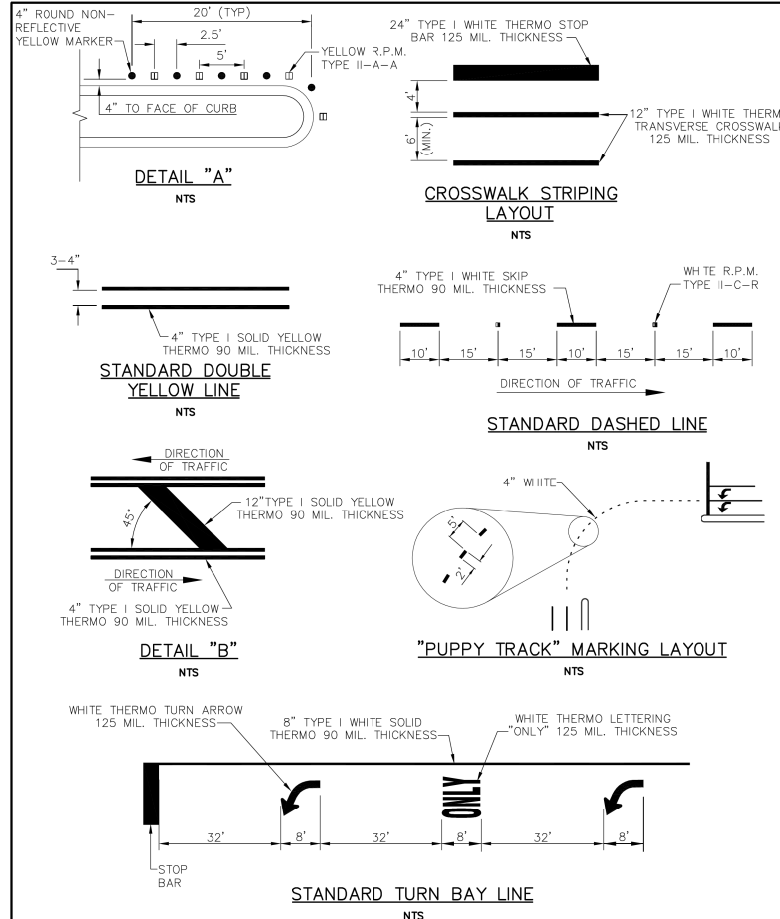 4" ROUND NON-
REFLECTIVE
YELLOW MARKER
20' (TYP)
2.5'
5'
YELLOW R.P.M.
TYPE II-A-A
4" TO FACE OF CURB
DETAIL "A"
NTS
24" TYPE I WHITE THERMO STOP
BAR 125 MIL. THICKNESS
4'
6'
(MIN.)
12" TYPE I WHITE THERM
TRANSVERSE CROSSWALK
125 MIL. THICKNESS
CROSSWALK STRIPING
LAYOUT
NTS
3-4"
4" TYPE I SOLID YELLOW
THERMO 90 MIL. THICKNESS
STANDARD DOUBLE
YELLOW LINE
NTS
4" TYPE I WHITE SKIP
THERMO 90 MIL. THICKNESS
WHITE R.P.M.
TYPE II-C-R
10' 15' 15' 10' 15' 15' 10'
DIRECTION OF TRAFFIC
STANDARD DASHED LINE
NTS
DIRECTION
OF TRAFFIC
45'
12"TYPE I SOLID YELLOW
THERMO 90 MIL. THICKNESS
DIRECTION
OF TRAFFIC
4" TYPE I SOLID YELLOW
THERMO 90 MIL. THICKNESS
DETAIL "B"
NTS
4" WHITE
5'
2'
"PUPPY TRACK" MARKING LAYOUT
NTS
WHITE THERMO TURN ARROW
125 MIL. THICKNESS
8" TYPE I WHITE SOLID
THERMO 90 MIL. THICKNESS
WHITE THERMO LETTERING
"ONLY" 125 MIL. THICKNESS
ONLY
32' 8' 32' 8' 32' 8'
STOP
BAR
STANDARD TURN BAY LINE
NTS